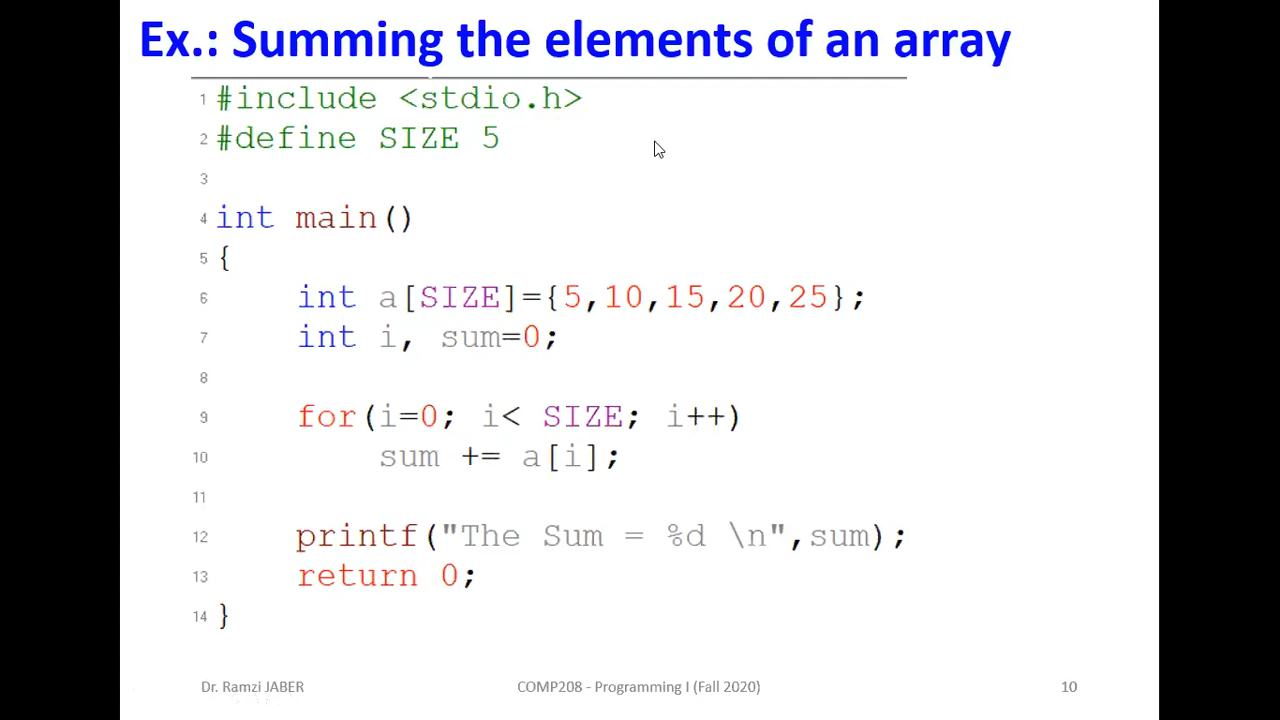 Ex.: Summing the elements of an array
1 #include <stdio.h>
2 #define SIZE 5
3
4 int main()
5 {
6 int a[SIZE]={5,10,15,20,25};
7 int i, sum=0;
8
9 for(i=0; i< SIZE; i++)
10 sum += a[i];
11
12 printf("The Sum = %d \n",sum);
13 return 0;
14 }
Dr. Ramzi JABER COMP208 - Programming I (Fall 2020) 10